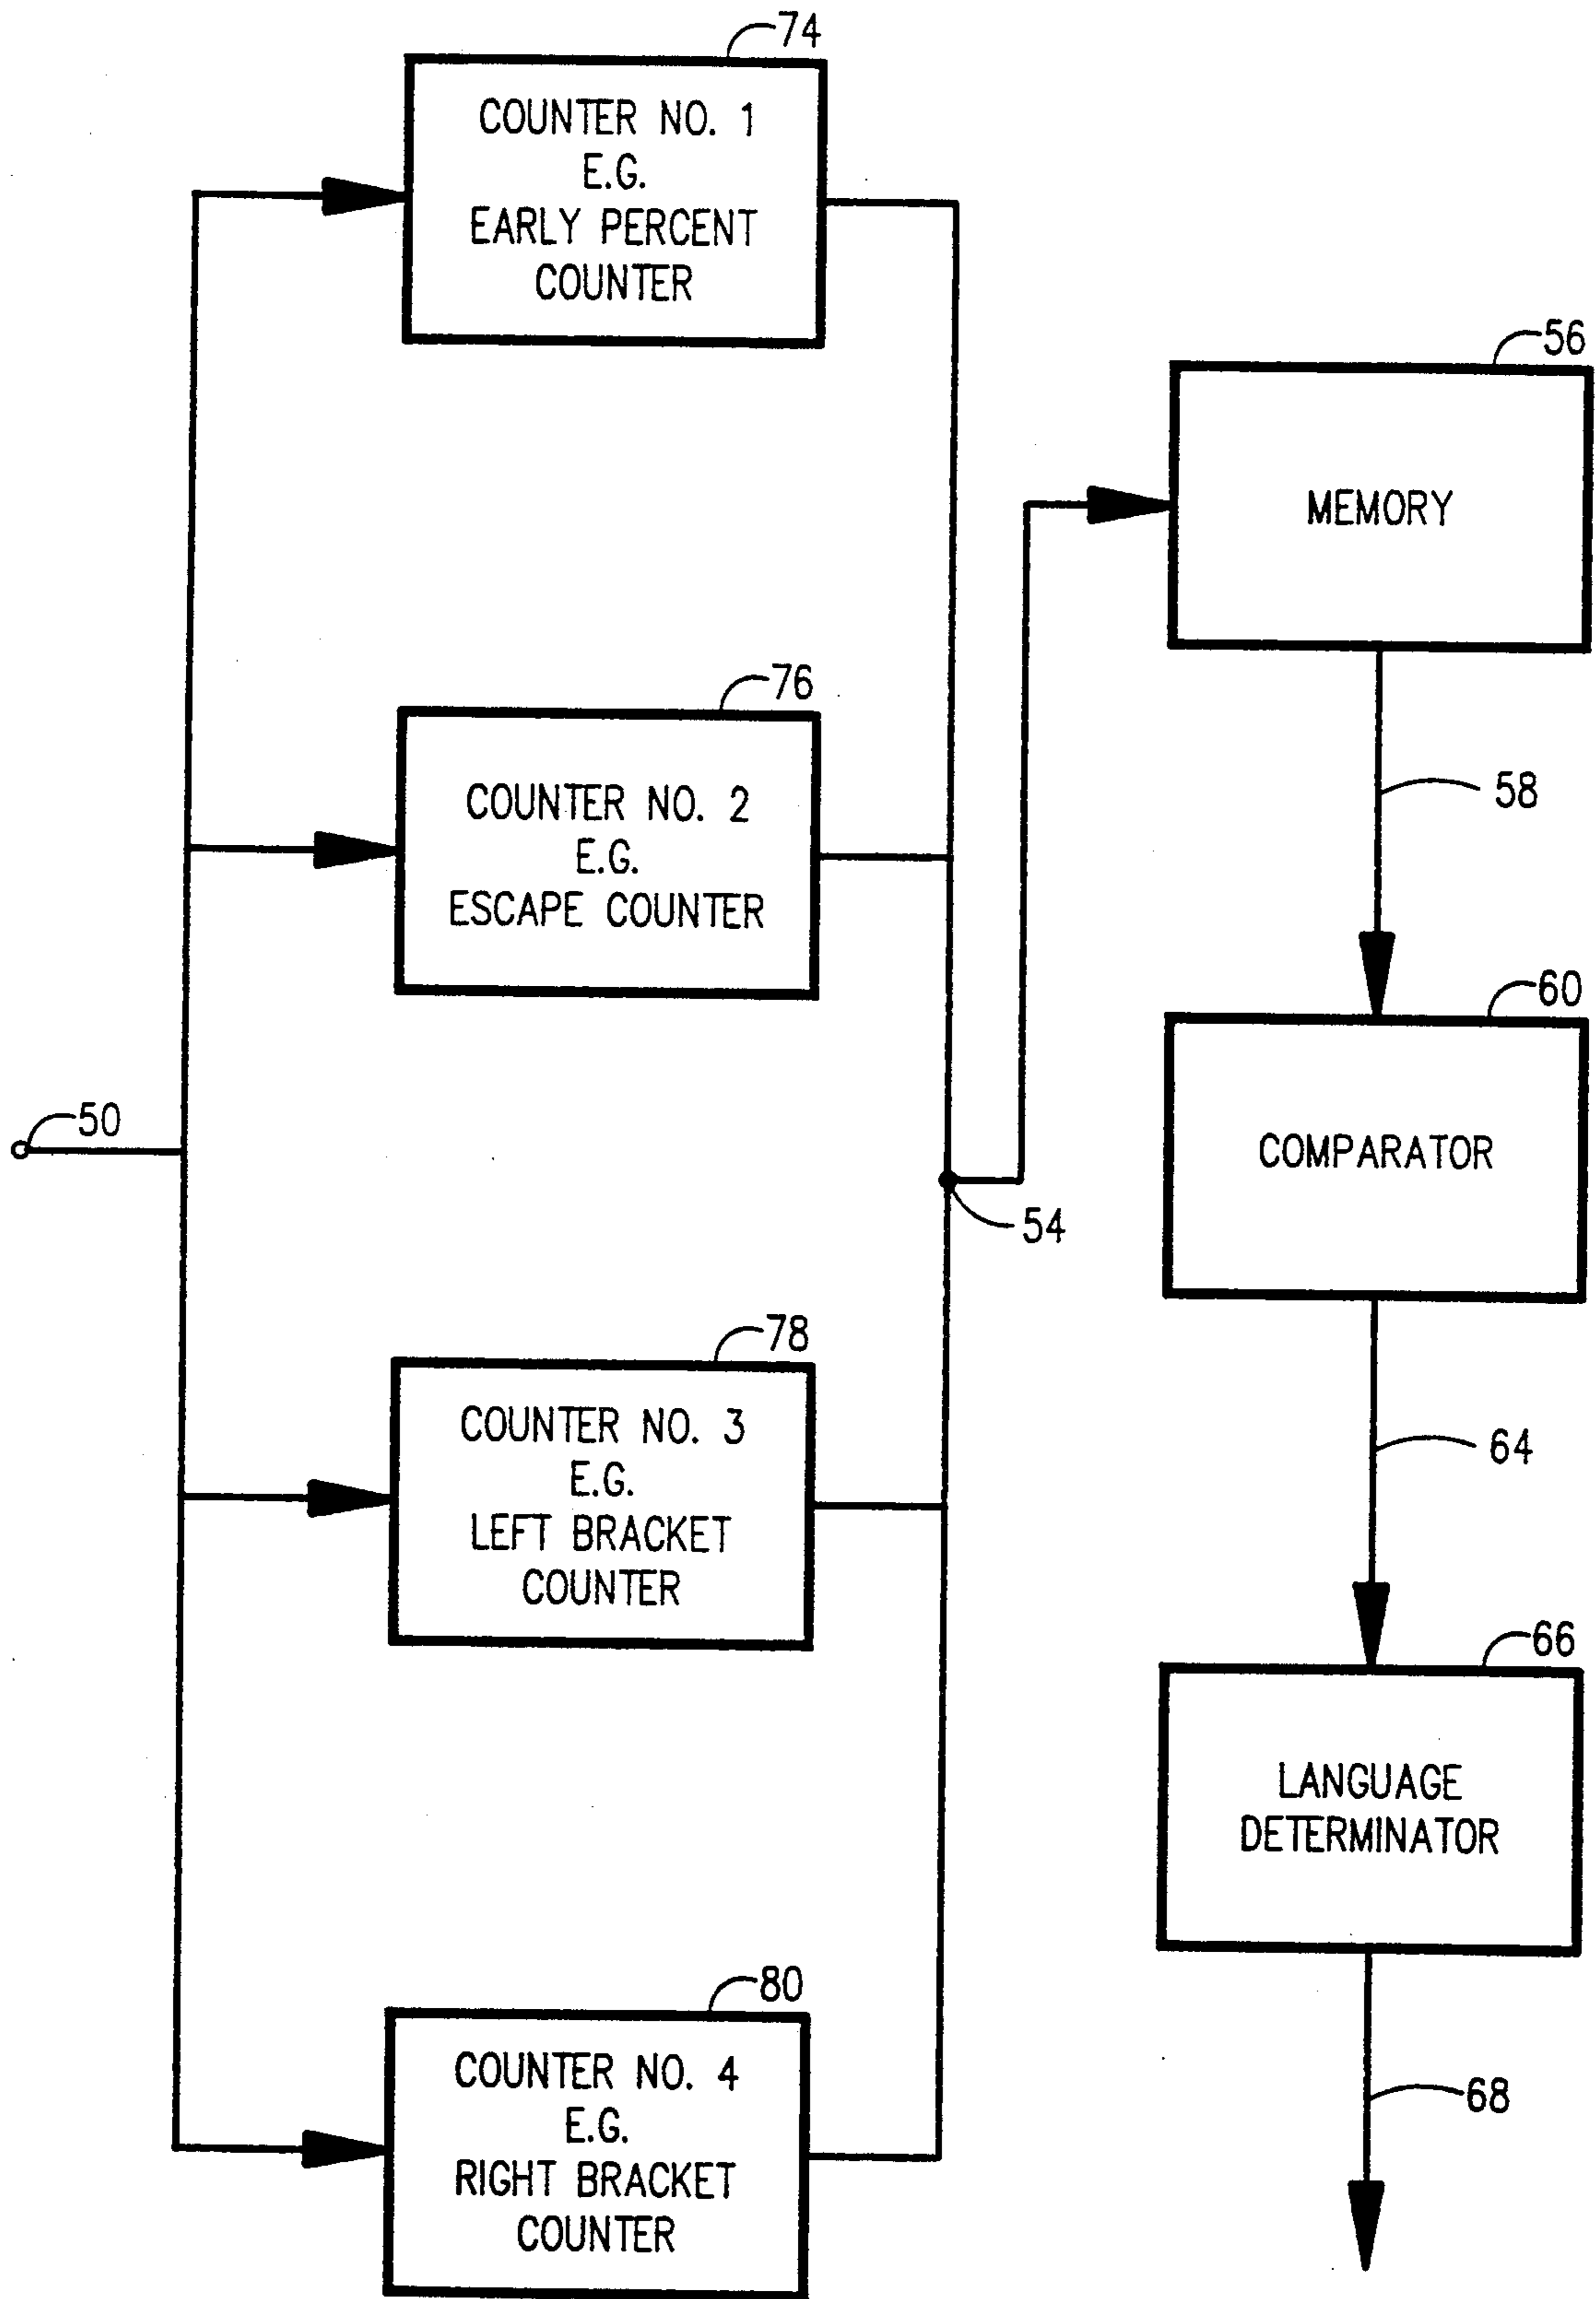 74
COUNTER NO. 1
E.G.
EARLY PERCENT
COUNTER
76
COUNTER NO. 2
E.G.
ESCAPE COUNTER
50
54
78
COUNTER NO. 3
E.G.
LEFT BRACKET
COUNTER
80
COUNTER NO. 4
E.G.
RIGHT BRACKET
COUNTER
56
MEMORY
58
60
COMPARATOR
64
66
LANGUAGE
DETERMINATOR
68